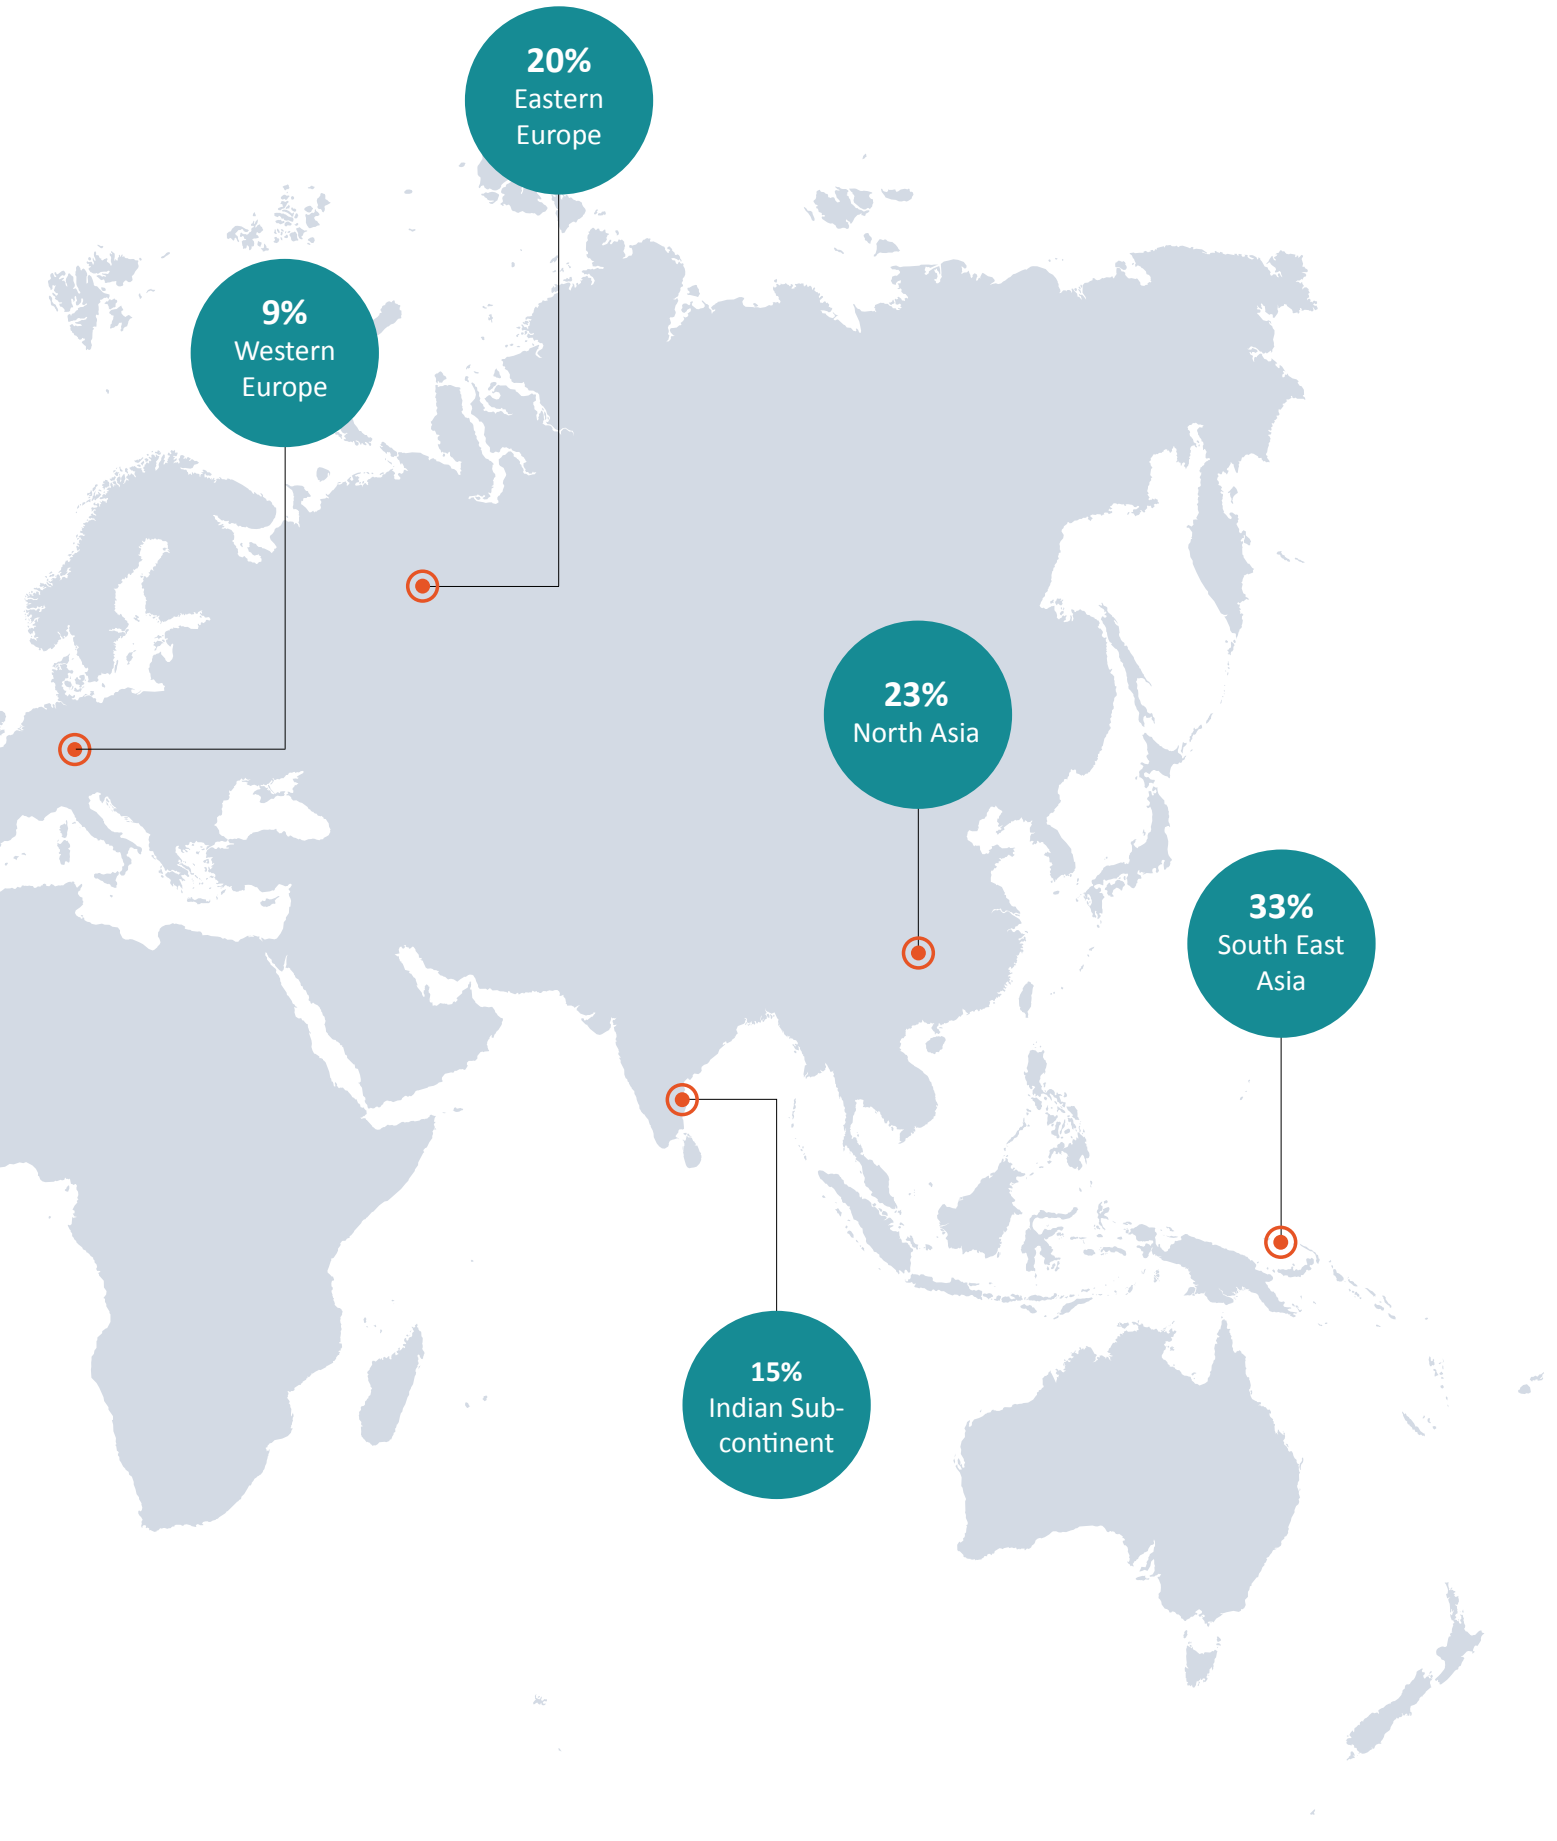 20%
Eastern
Europe
9%
Western
Europe
23%
North Asia
33%
South East
Asia
15%
Indian Sub-
continent